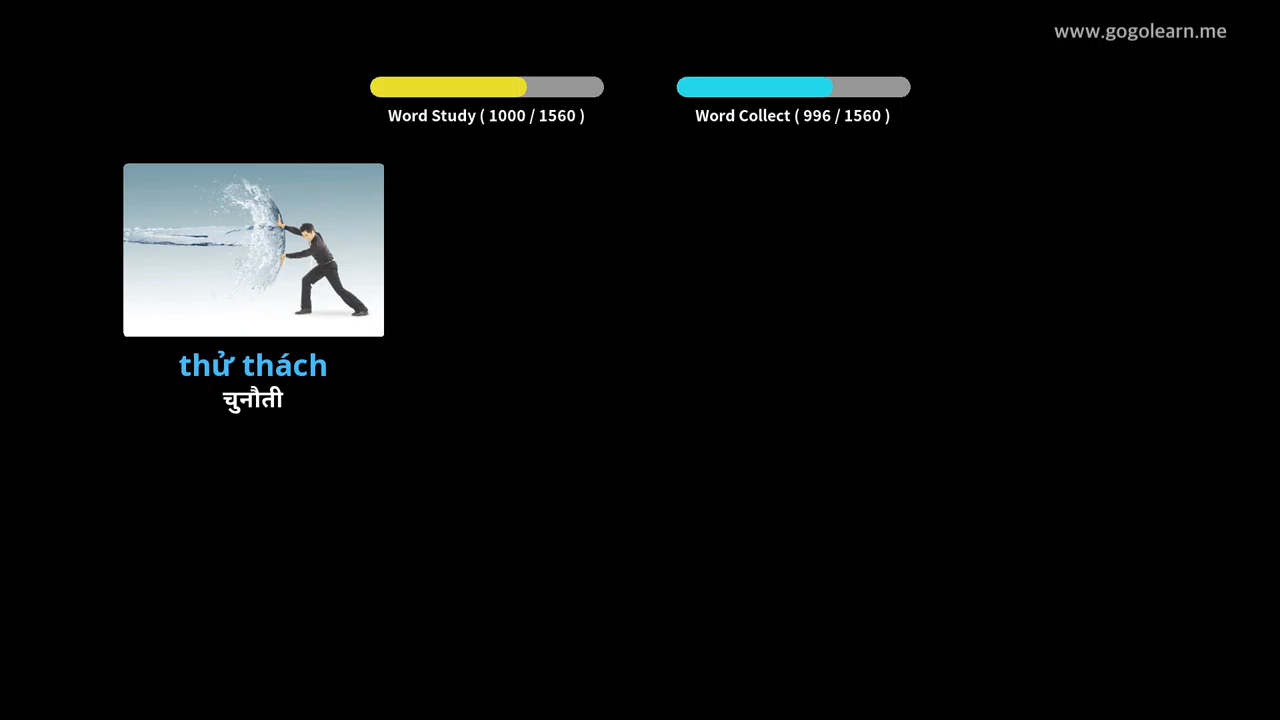 www.gogolearn.me
Word Study ( 1000 / 1560 )
Word Collect ( 996 / 1560 )
thử thách
चुनौती